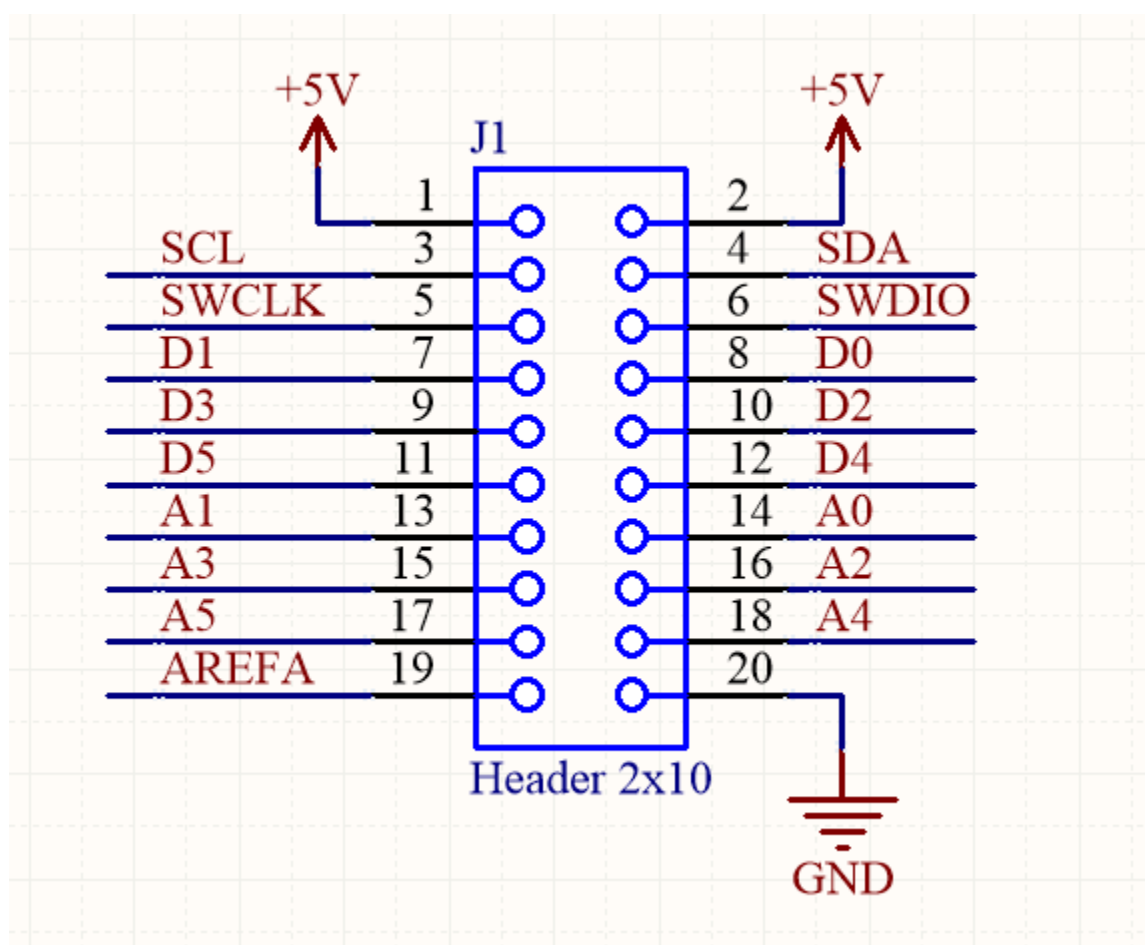 +5V +5V
J1
1 2
SCL 3 4 SDA
SWCLK 5 6 SWDIO
D1 7 8 D0
D3 9 10 D2
D5 11 12 D4
A1 13 14 A0
A3 15 16 A2
A5 17 18 A4
AREFA 19 20
Header 2x10
GND